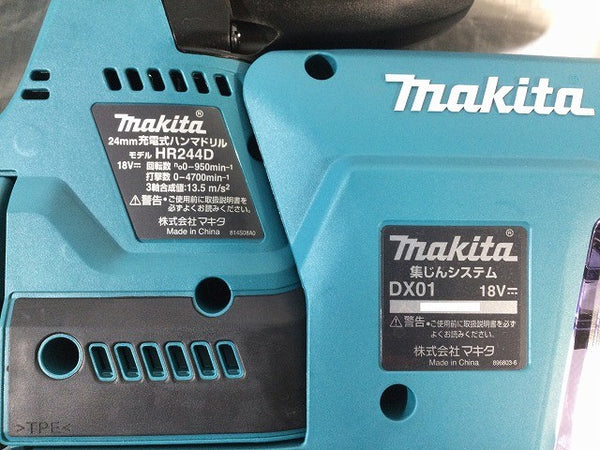 makita
makita®
24mm充電式ハンマドリル
モデル HR244D
18V⎓ 回転数 n₀0-950min⁻¹
打撃数 0-4700min⁻¹
3軸合成値: 13.5 m/s²
⚠警告・ご使用前に取扱説明書を
必ずよくお読みください。
株式会社マキタ
Made in China 814S08A0
makita®
集じんシステム
DX01 18V⎓
⚠警告・ご使用前に取扱説明書を必ず
よくお読みください。
株式会社マキタ
Made in China 896803-6
>TPE<